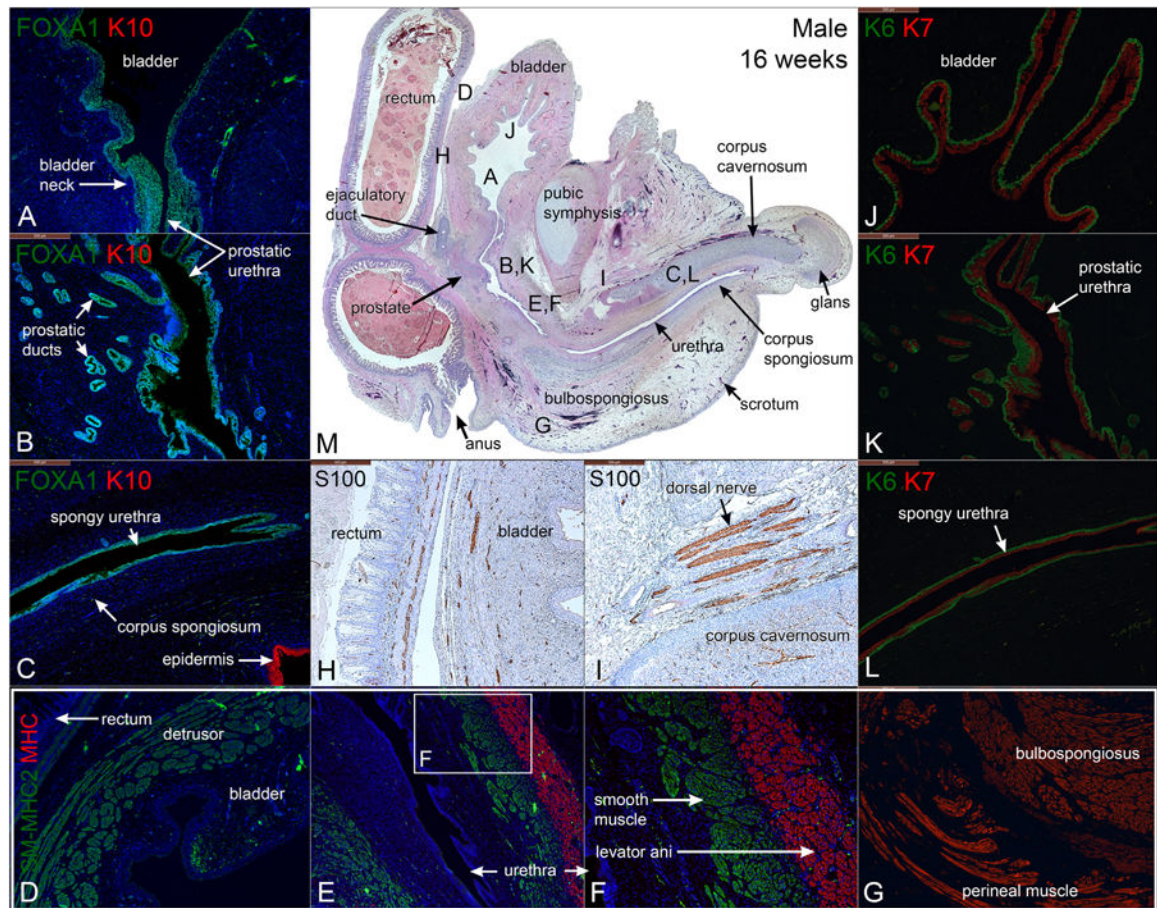 FOXA1 K10
bladder
bladder
neck
A
prostatic
urethra
FOXA1 K10
prostatic
ducts
B
FOXA1 K10
spongy urethra
corpus spongiosum
epidermis
C
Male
16 weeks
bladder
rectum
D
J
H
A
ejaculatory
duct
pubic
symphysis
corpus
cavernosum
B,K
I
C,L
E,F
prostate
glans
urethra
corpus
spongiosum
bulbospongiosus
scrotum
G
anus
M
K6 K7
bladder
J
K6 K7
prostatic
urethra
K
S100
rectum
bladder
H
S100
dorsal nerve
corpus cavernosum
I
K6 K7
spongy urethra
L
SM-MHC2 MHC
rectum
detrusor
bladder
D
F
urethra
E
smooth
muscle
levator ani
F
bulbospongiosus
perineal muscle
G